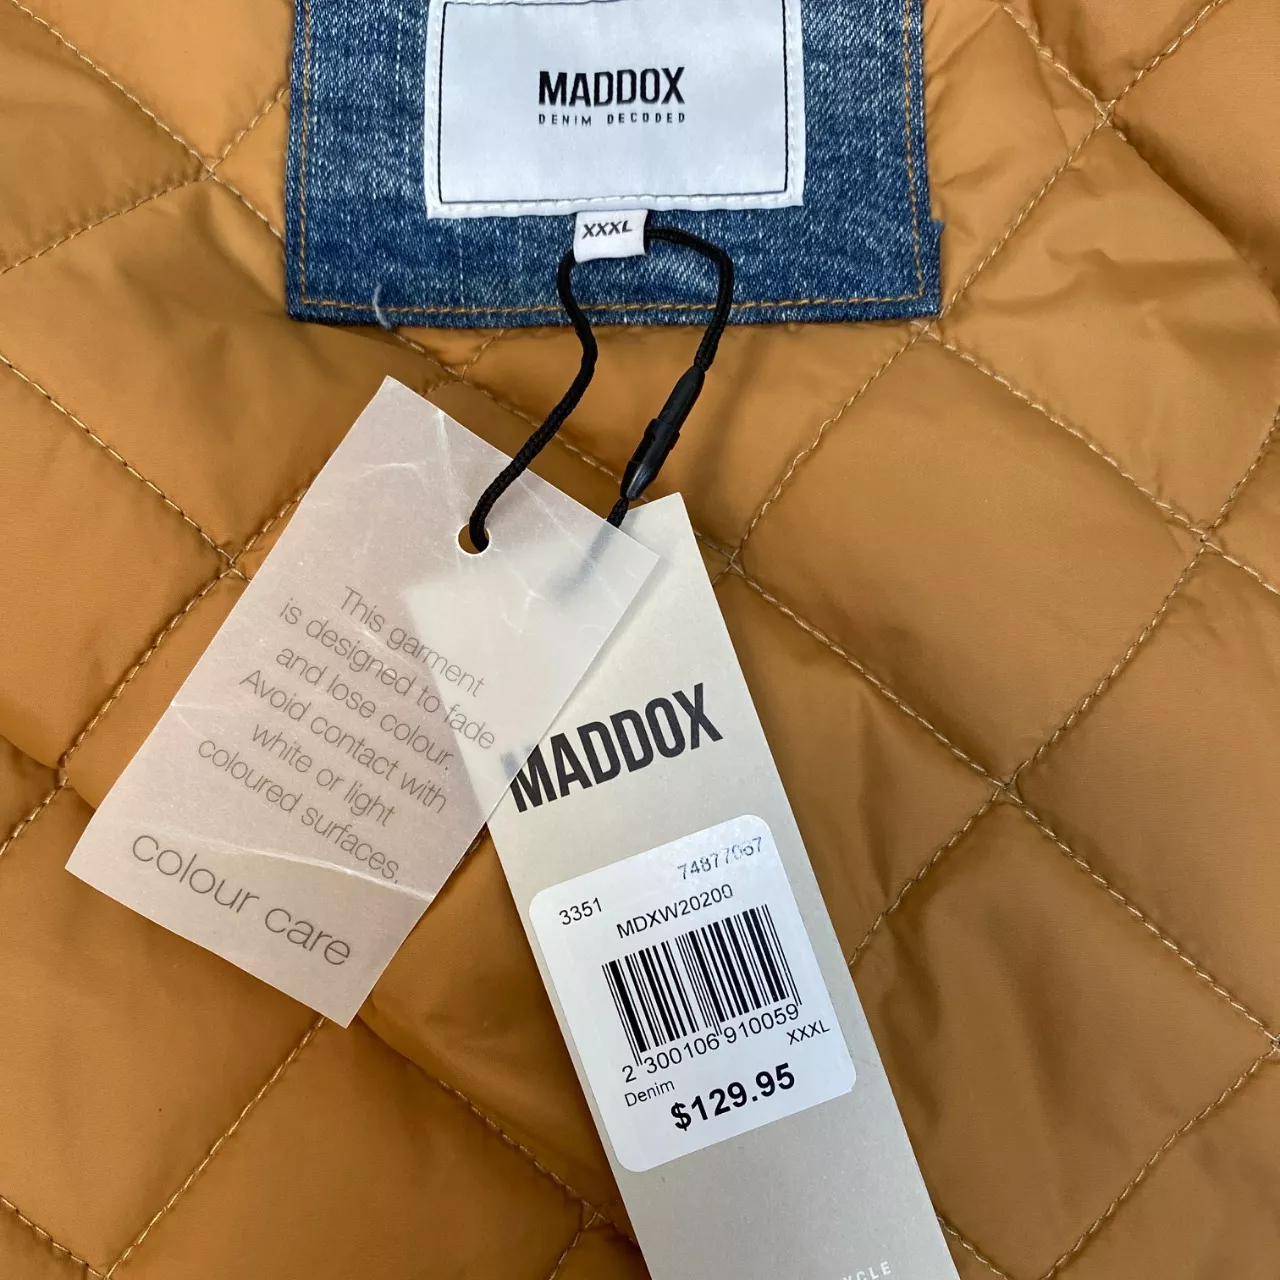 MADDOX
DENIM DECODED
XXXL
This garment
is designed to fade
and lose colour.
Avoid contact with
white or light
coloured surfaces.
colour care
MADDOX
74877067
3351
MDXW20200
2 300106 910059
XXXL
Denim
$129.95